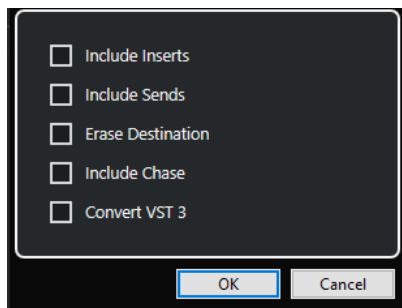 Include Inserts
Include Sends
Erase Destination
Include Chase
Convert VST 3
OK
Cancel